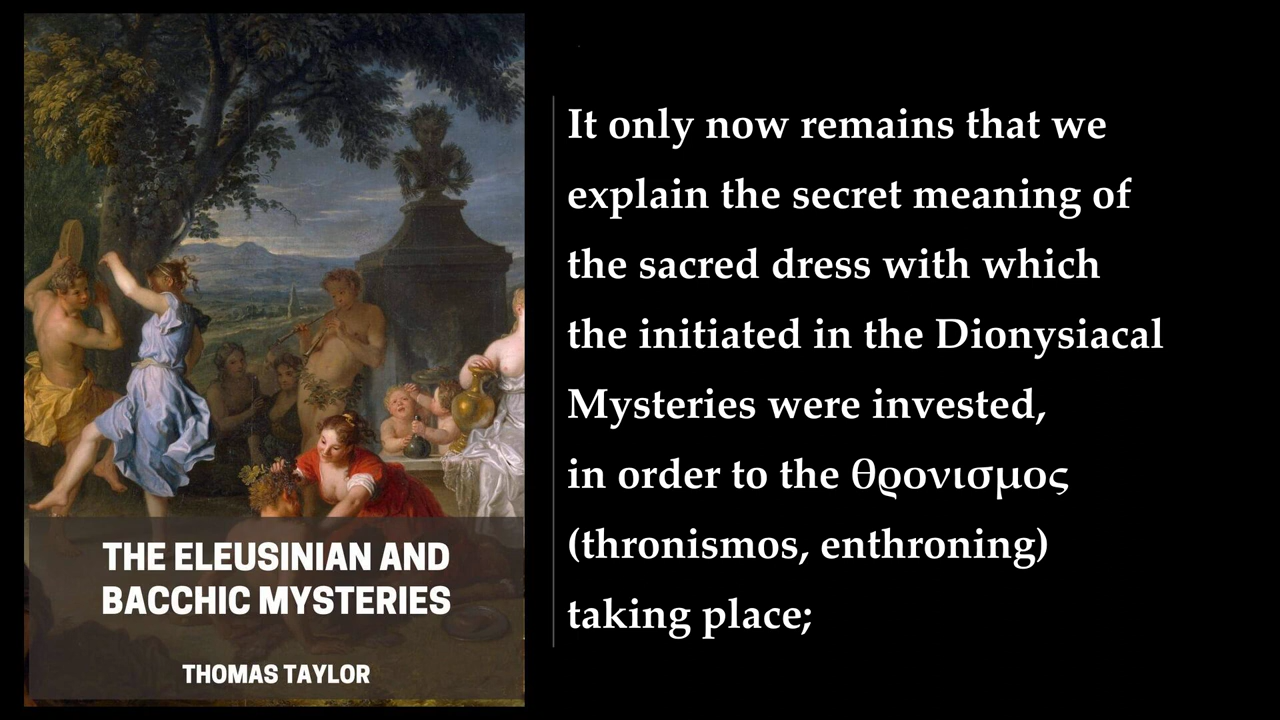 THE ELEUSINIAN AND
BACCHIC MYSTERIES
THOMAS TAYLOR
It only now remains that we
explain the secret meaning of
the sacred dress with which
the initiated in the Dionysiacal
Mysteries were invested,
in order to the θρονισμος
(thronismos, enthroning)
taking place;